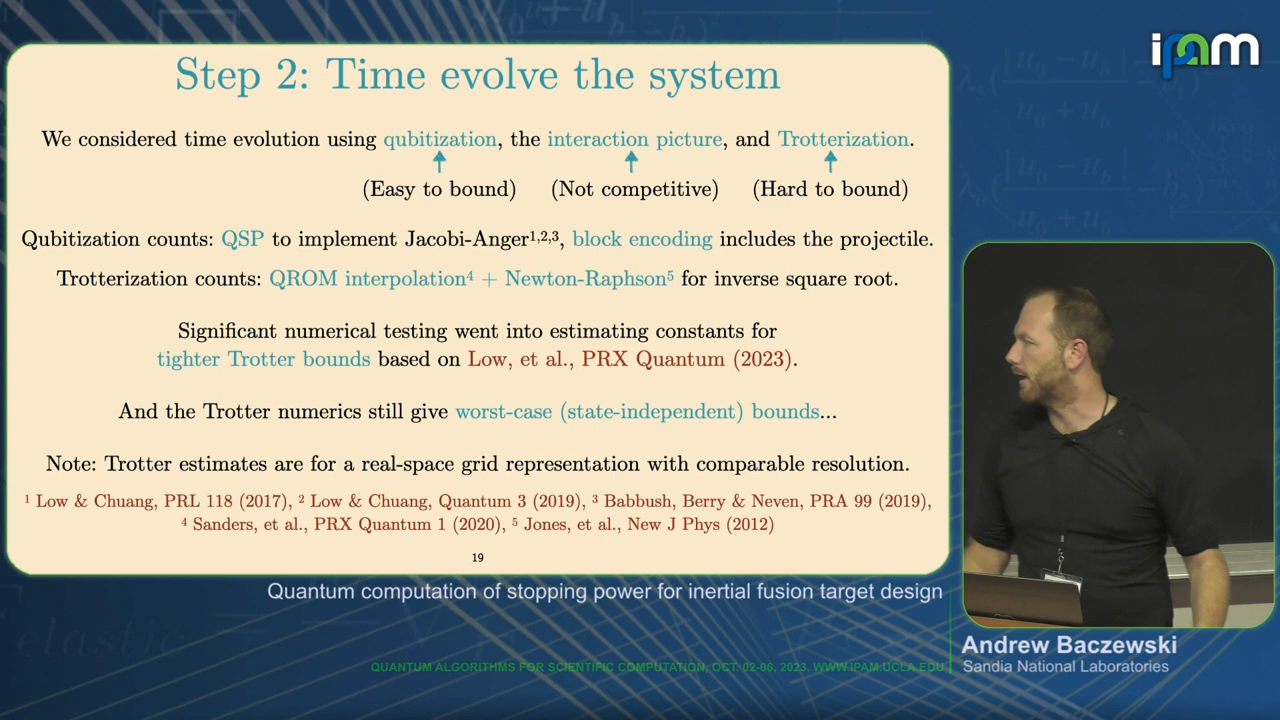 Step 2: Time evolve the system
We considered time evolution using qubitization, the interaction picture, and Trotterization.
(Easy to bound) (Not competitive) (Hard to bound)
Qubitization counts: QSP to implement Jacobi-Anger¹,²,³, block encoding includes the projectile.
Trotterization counts: QROM interpolation⁴ + Newton-Raphson⁵ for inverse square root.
Significant numerical testing went into estimating constants for
tighter Trotter bounds based on Low, et al., PRX Quantum (2023).
And the Trotter numerics still give worst-case (state-independent) bounds...
Note: Trotter estimates are for a real-space grid representation with comparable resolution.
¹ Low & Chuang, PRL 118 (2017), ² Low & Chuang, Quantum 3 (2019), ³ Babbush, Berry & Neven, PRA 99 (2019),
⁴ Sanders, et al., PRX Quantum 1 (2020), ⁵ Jones, et al., New J Phys (2012)
19
ipam
Quantum computation of stopping power for inertial fusion target design
Andrew Baczewski
Sandia National Laboratories
QUANTUM ALGORITHMS FOR SCIENTIFIC COMPUTATION, OCT. 02-06, 2023, WWW.IPAM.UCLA.EDU
elastic